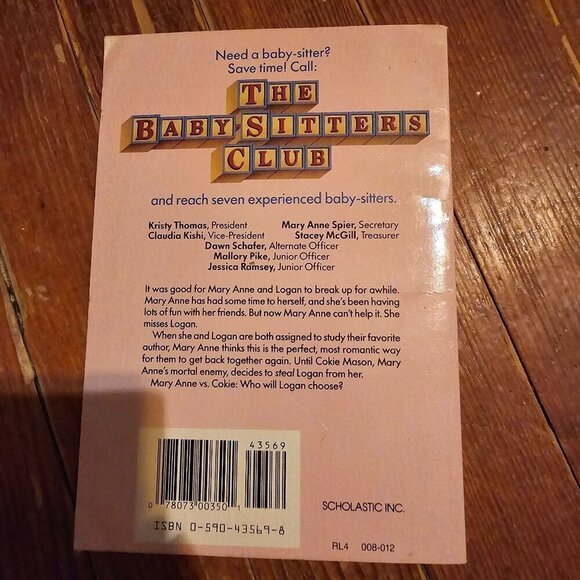 Need a baby-sitter?
Save time! Call:
THE
BABY-SITTERS
CLUB
and reach seven experienced baby-sitters.
Kristy Thomas, President Mary Anne Spier, Secretary
Claudia Kishi, Vice-President Stacey McGill, Treasurer
Dawn Schafer, Alternate Officer
Mallory Pike, Junior Officer
Jessica Ramsey, Junior Officer
It was good for Mary Anne and Logan to break up for awhile.
Mary Anne has had some time to herself, and she's been having
lots of fun with her friends. But now Mary Anne can't help it. She
misses Logan.
When she and Logan are both assigned to study their favorite
author, Mary Anne thinks this is the perfect, most romantic way
for them to get back together again. Until Cokie Mason, Mary
Anne's mortal enemy, decides to steal Logan from her.
Mary Anne vs. Cokie: Who will Logan choose?
43569
0 78073 00350 1
ISBN 0-590-43569-8
SCHOLASTIC INC.
RL4 008-012